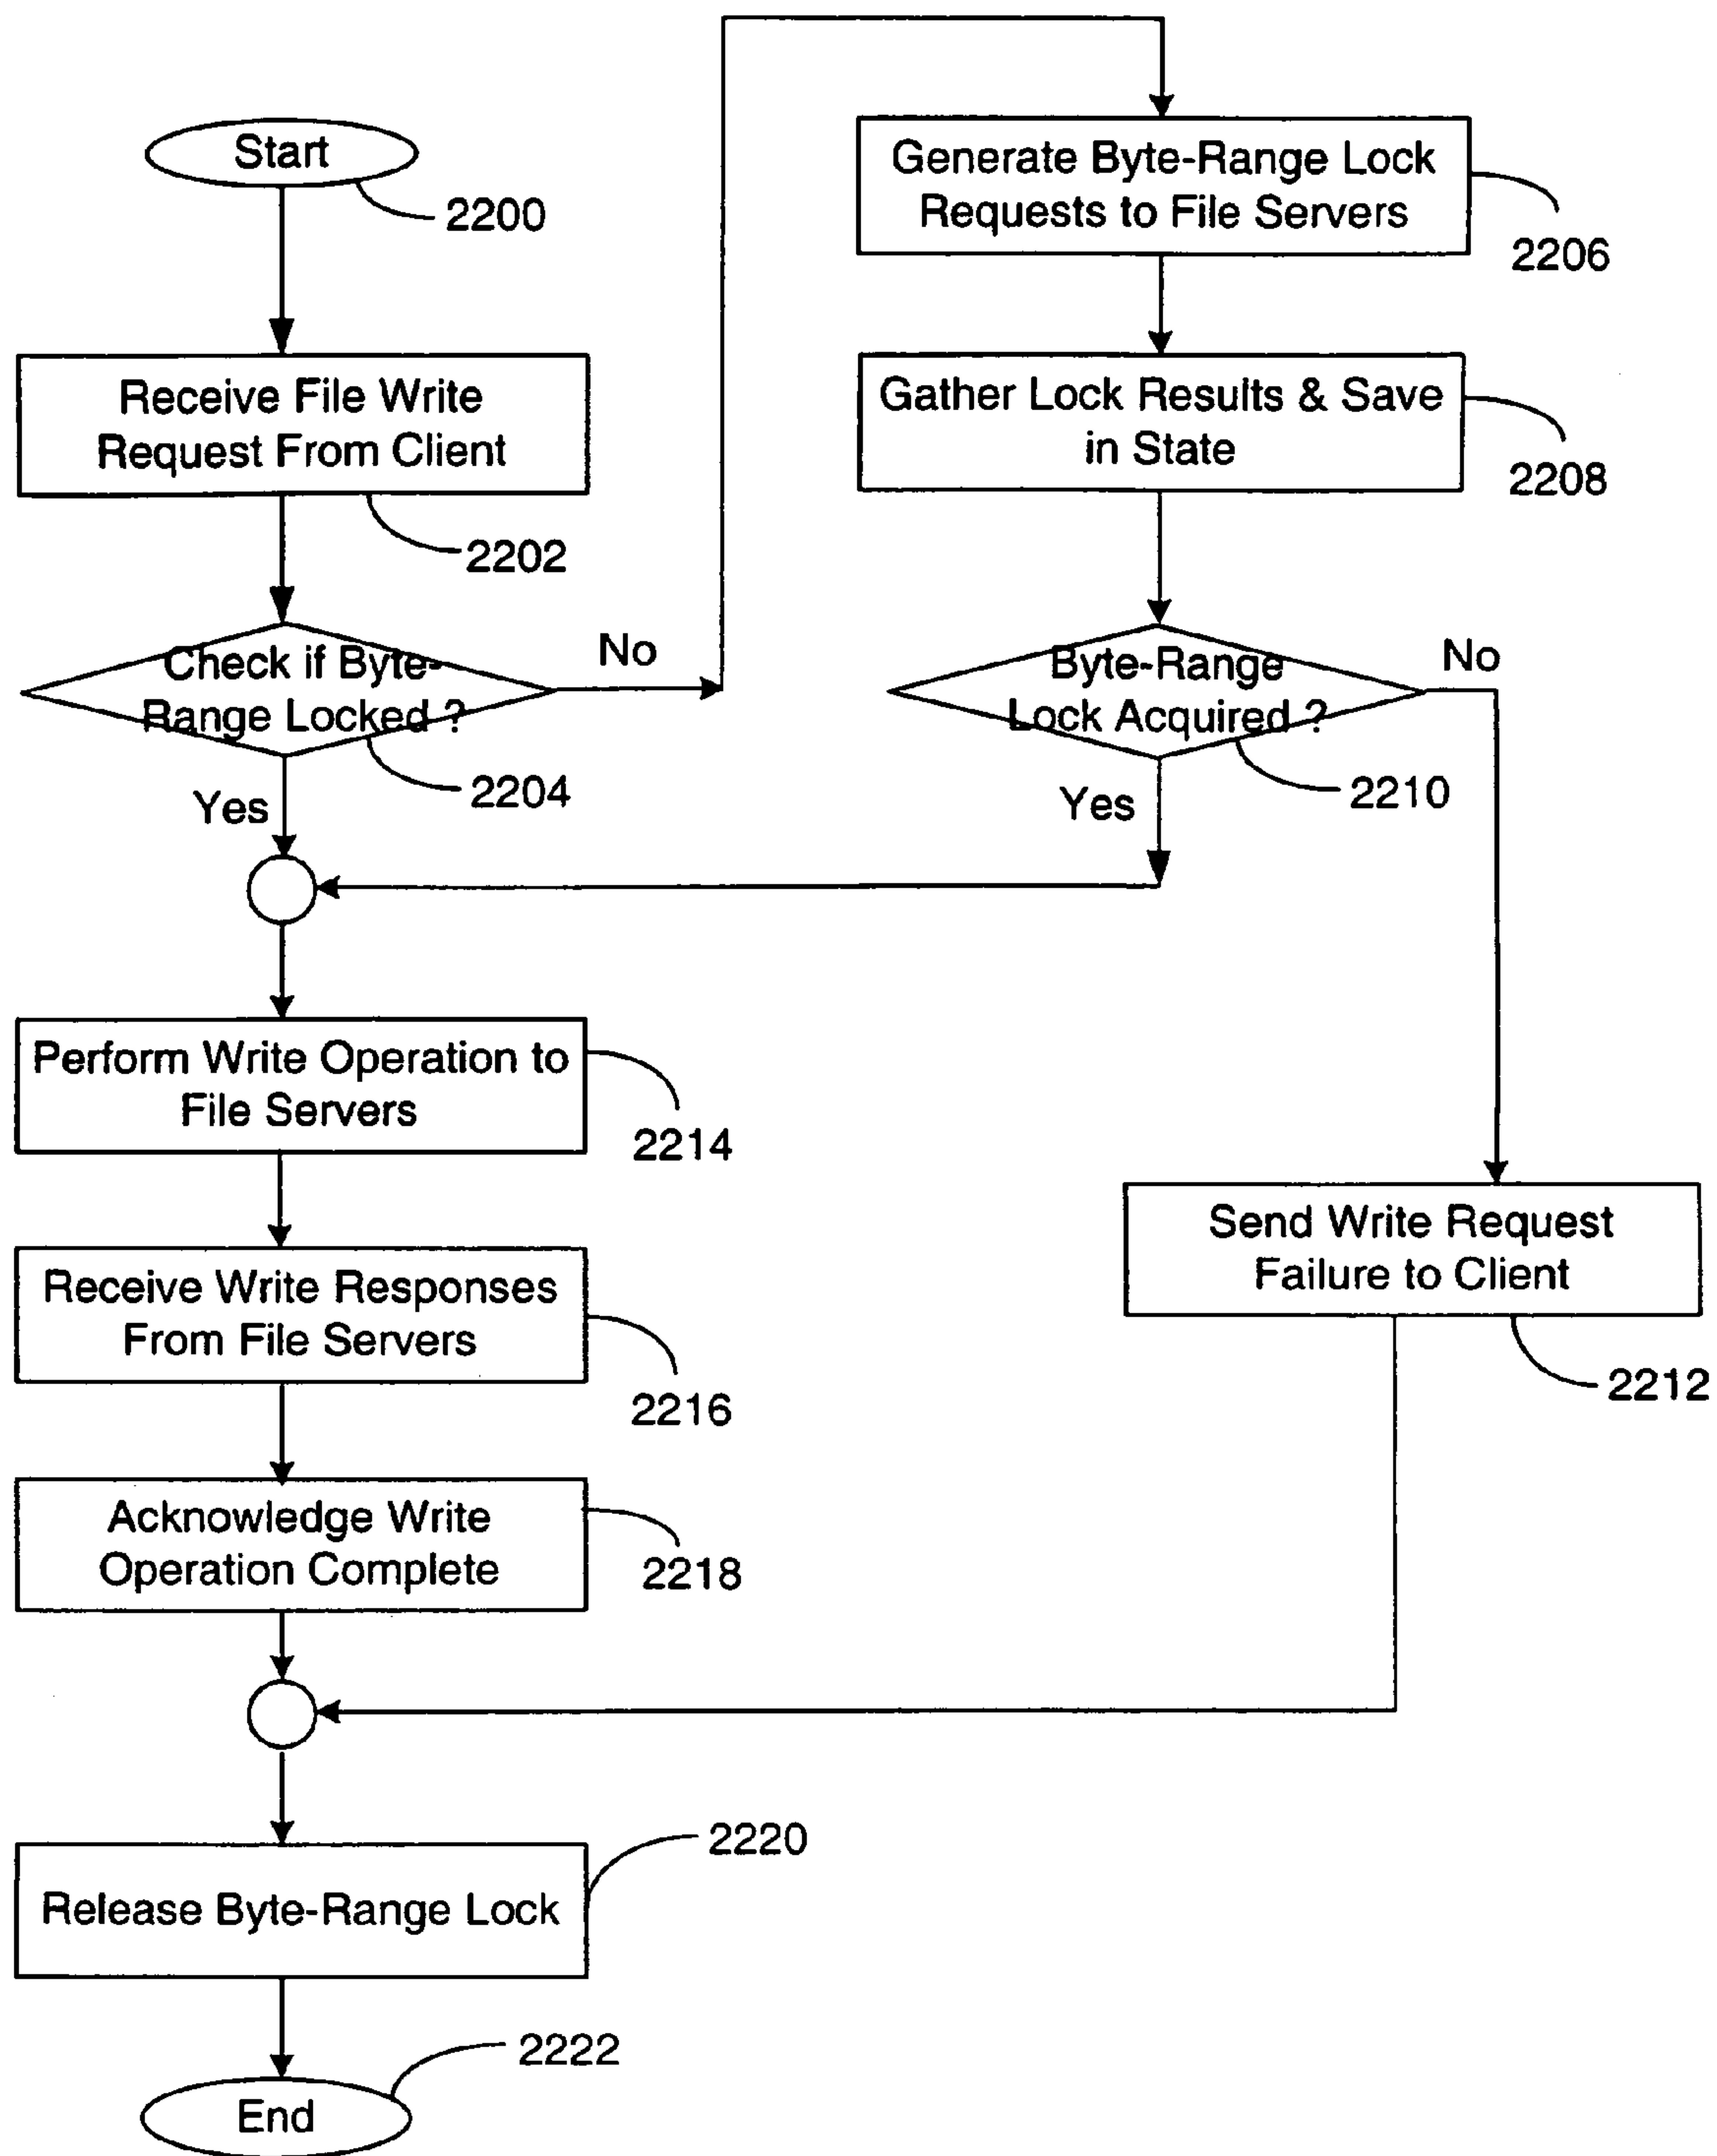 Start
2200
Receive File Write
Request From Client
2202
Check if Byte-
Range Locked ?
No
2204
Yes
Generate Byte-Range Lock
Requests to File Servers
2206
Gather Lock Results & Save
in State
2208
Byte-Range
Lock Acquired ?
No
2210
Yes
Perform Write Operation to
File Servers
2214
Send Write Request
Failure to Client
2212
Receive Write Responses
From File Servers
2216
Acknowledge Write
Operation Complete
2218
2220
Release Byte-Range Lock
2222
End